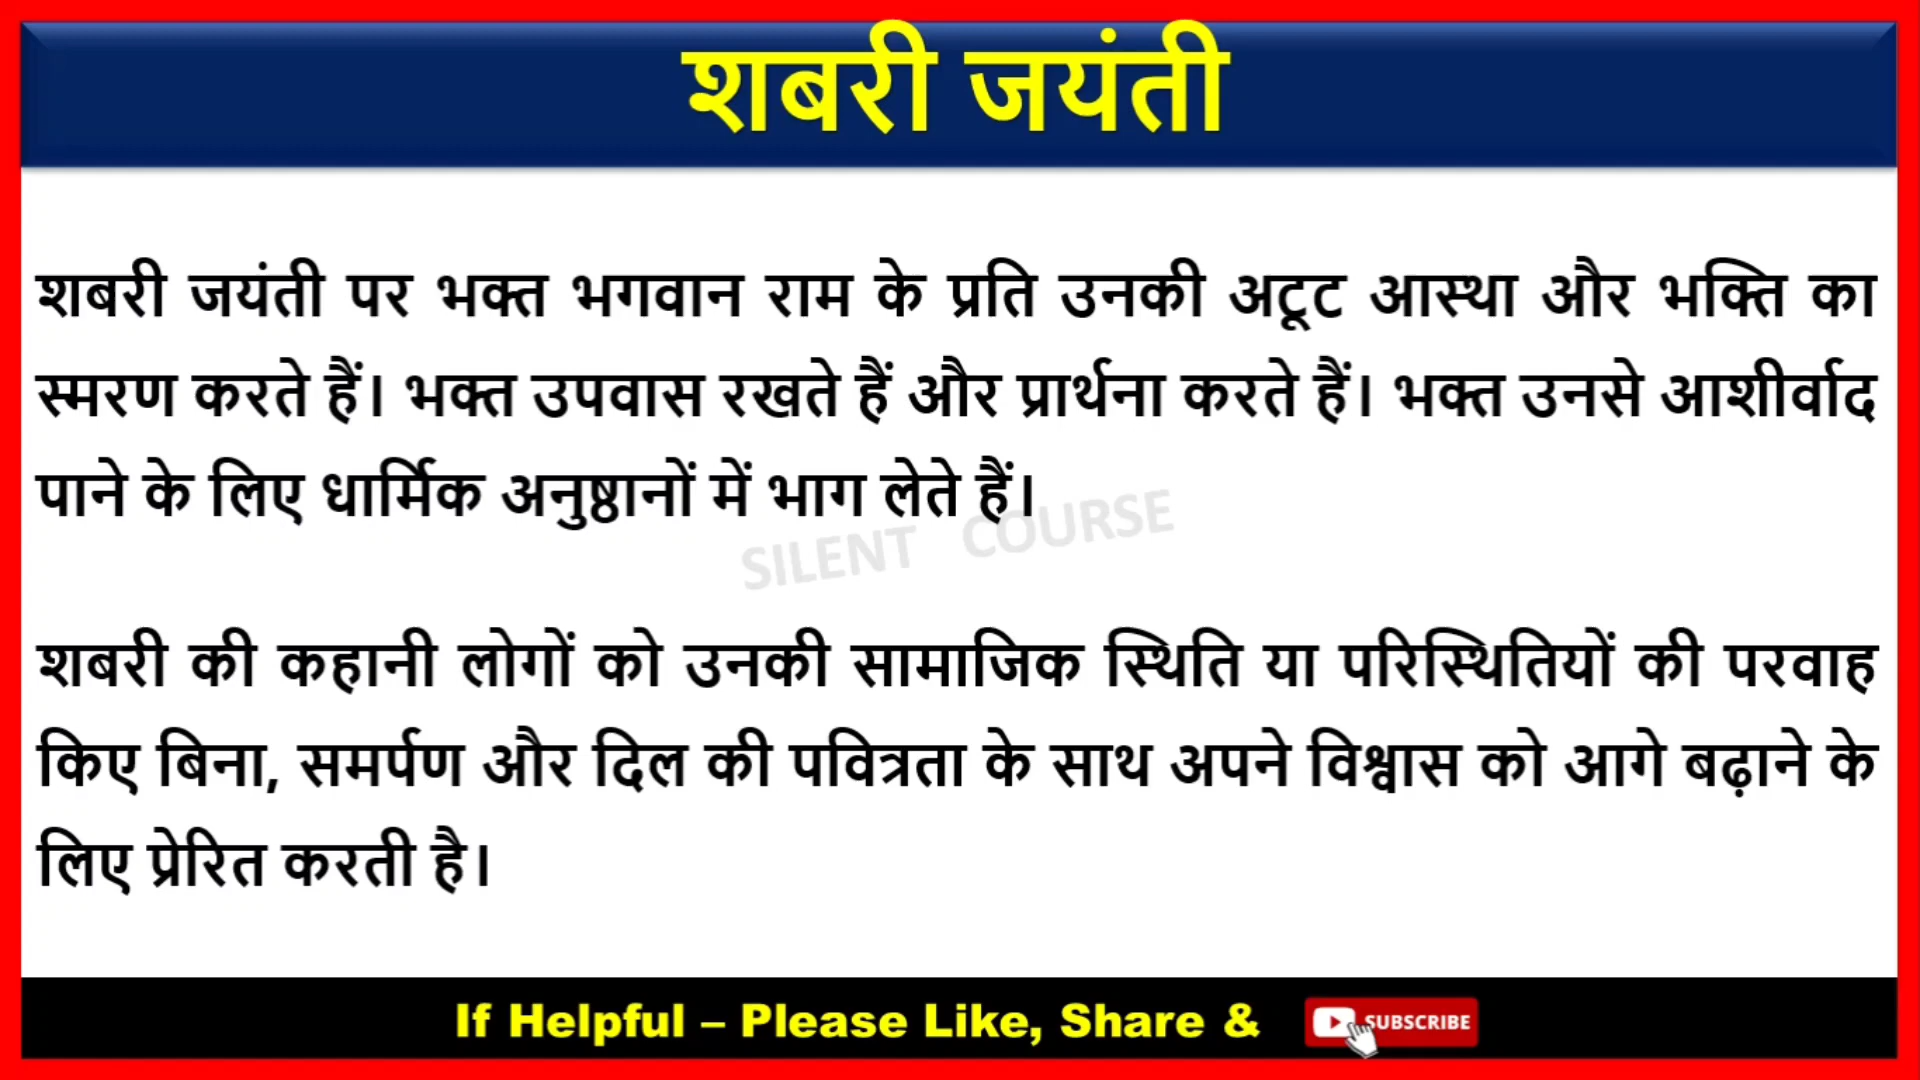 शबरी जयंती
शबरी जयंती पर भक्त भगवान राम के प्रति उनकी अटूट आस्था और भक्ति का
स्मरण करते हैं। भक्त उपवास रखते हैं और प्रार्थना करते हैं। भक्त उनसे आशीर्वाद
पाने के लिए धार्मिक अनुष्ठानों में भाग लेते हैं।
SILENT COURSE
शबरी की कहानी लोगों को उनकी सामाजिक स्थिति या परिस्थितियों की परवाह
किए बिना, समर्पण और दिल की पवित्रता के साथ अपने विश्वास को आगे बढ़ाने के
लिए प्रेरित करती है।
If Helpful – Please Like, Share & SUBSCRIBE